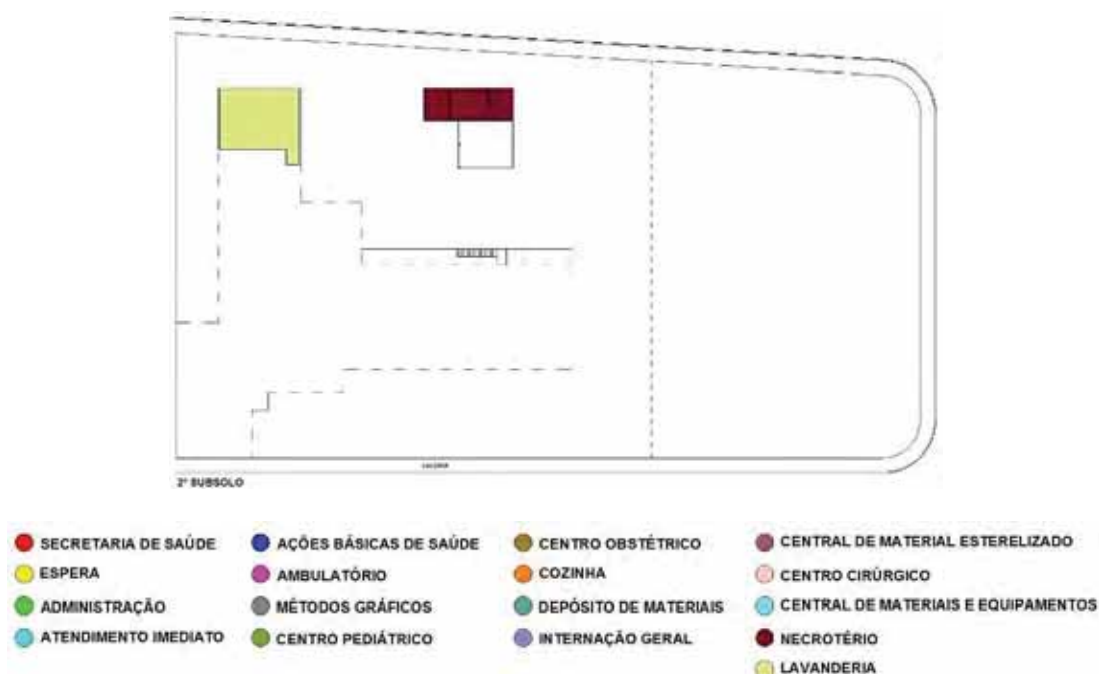 2º SUBSOLO
SECRETARIA DE SAÚDE
ESPERA
ADMINISTRAÇÃO
ATENDIMENTO IMEDIATO
AÇÕES BÁSICAS DE SAÚDE
AMBULATÓRIO
MÉTODOS GRÁFICOS
CENTRO PEDIÁTRICO
CENTRO OBSTÉTRICO
COZINHA
DEPÓSITO DE MATERIAIS
INTERNAÇÃO GERAL
CENTRAL DE MATERIAL ESTERELIZADO
CENTRO CIRÚRGICO
CENTRAL DE MATERIAIS E EQUIPAMENTOS
NECROTÉRIO
LAVANDERIA